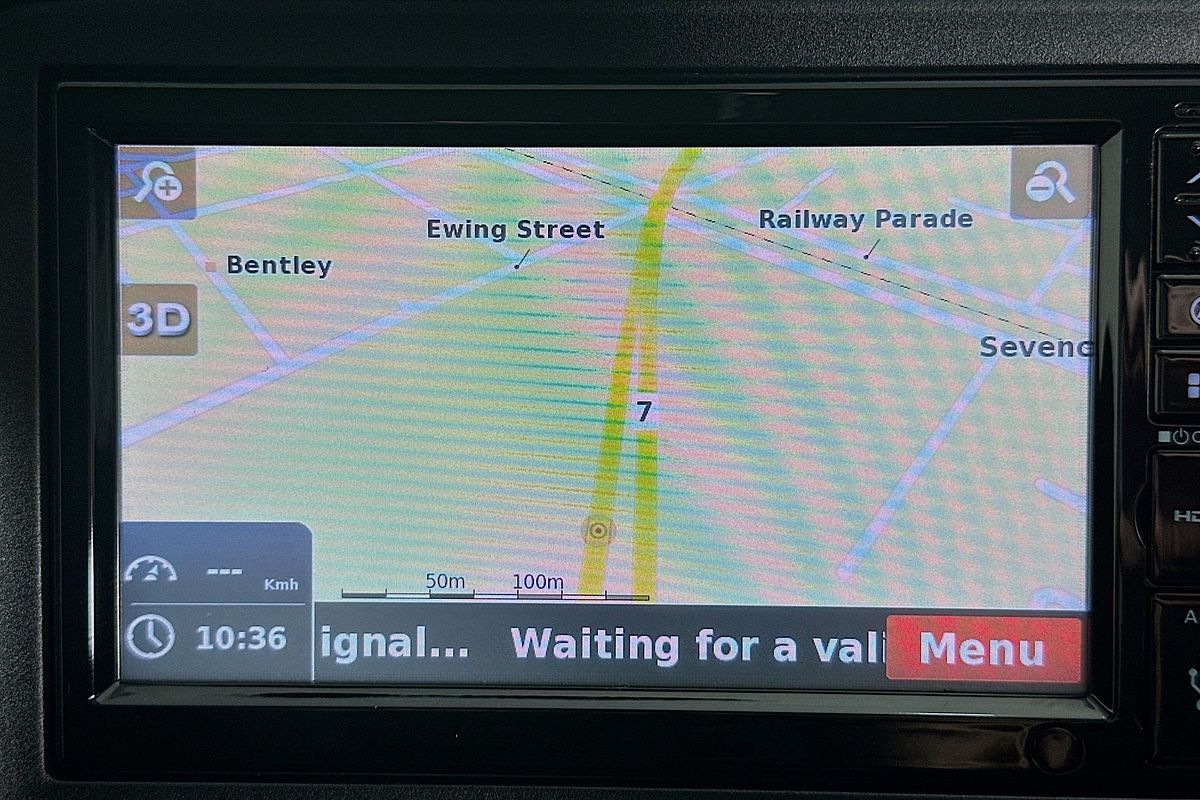 Ewing Street
Railway Parade
Bentley
3D
Sevenc
7
50m 100m
--- Kmh
10:36
ignal... Waiting for a vali
Menu